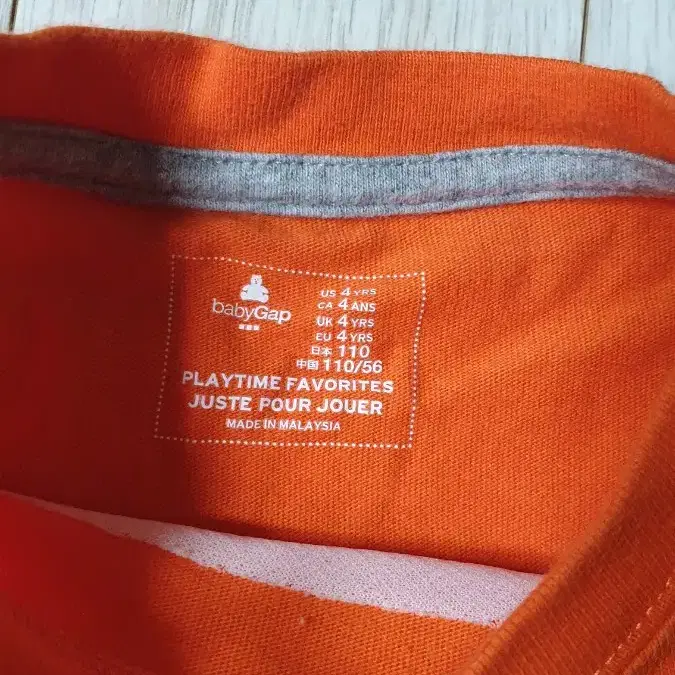 babyGap
US 4 YRS
CA 4 ANS
UK 4 YRS
EU 4 YRS
日本 110
中国 110/56
PLAYTIME FAVORITES
JUSTE POUR JOUER
MADE IN MALAYSIA